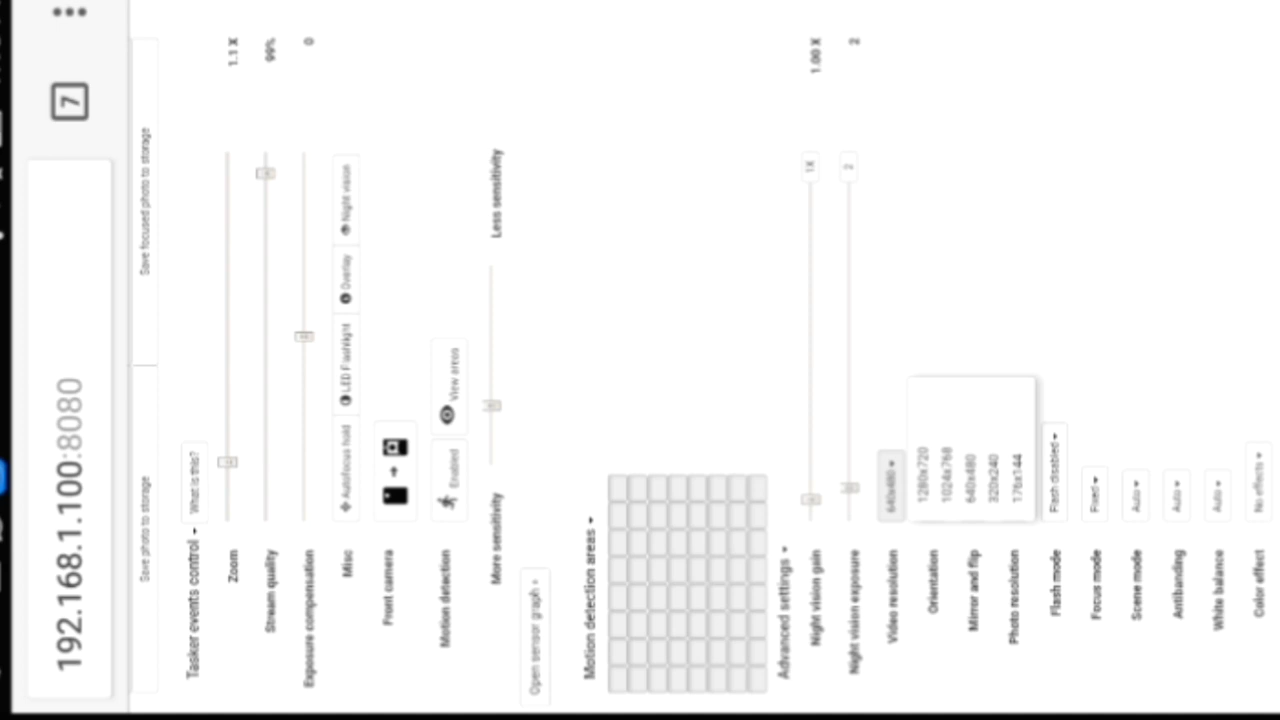 192.168.1.100:8080
7
Save photo to storage Save focused photo to storage
Tasker events control What is this?
Zoom 1.1 X
Stream quality 99%
Exposure compensation 0
Misc Autofocus hold LED Flashlight Overlay Night vision
Front camera
Motion detection Enabled View areas
More sensitivity Less sensitivity
Open sensor graph »
Motion detection areas
Advanced settings
Night vision gain 1X 1.00 X
Night vision exposure 2 2
Video resolution 640x480
Orientation
Mirror and flip
Photo resolution
1280x720
1024x768
640x480
320x240
176x144
Flash mode Flash disabled
Focus mode Fixed
Scene mode Auto
Antibanding Auto
White balance Auto
Color effect No effects